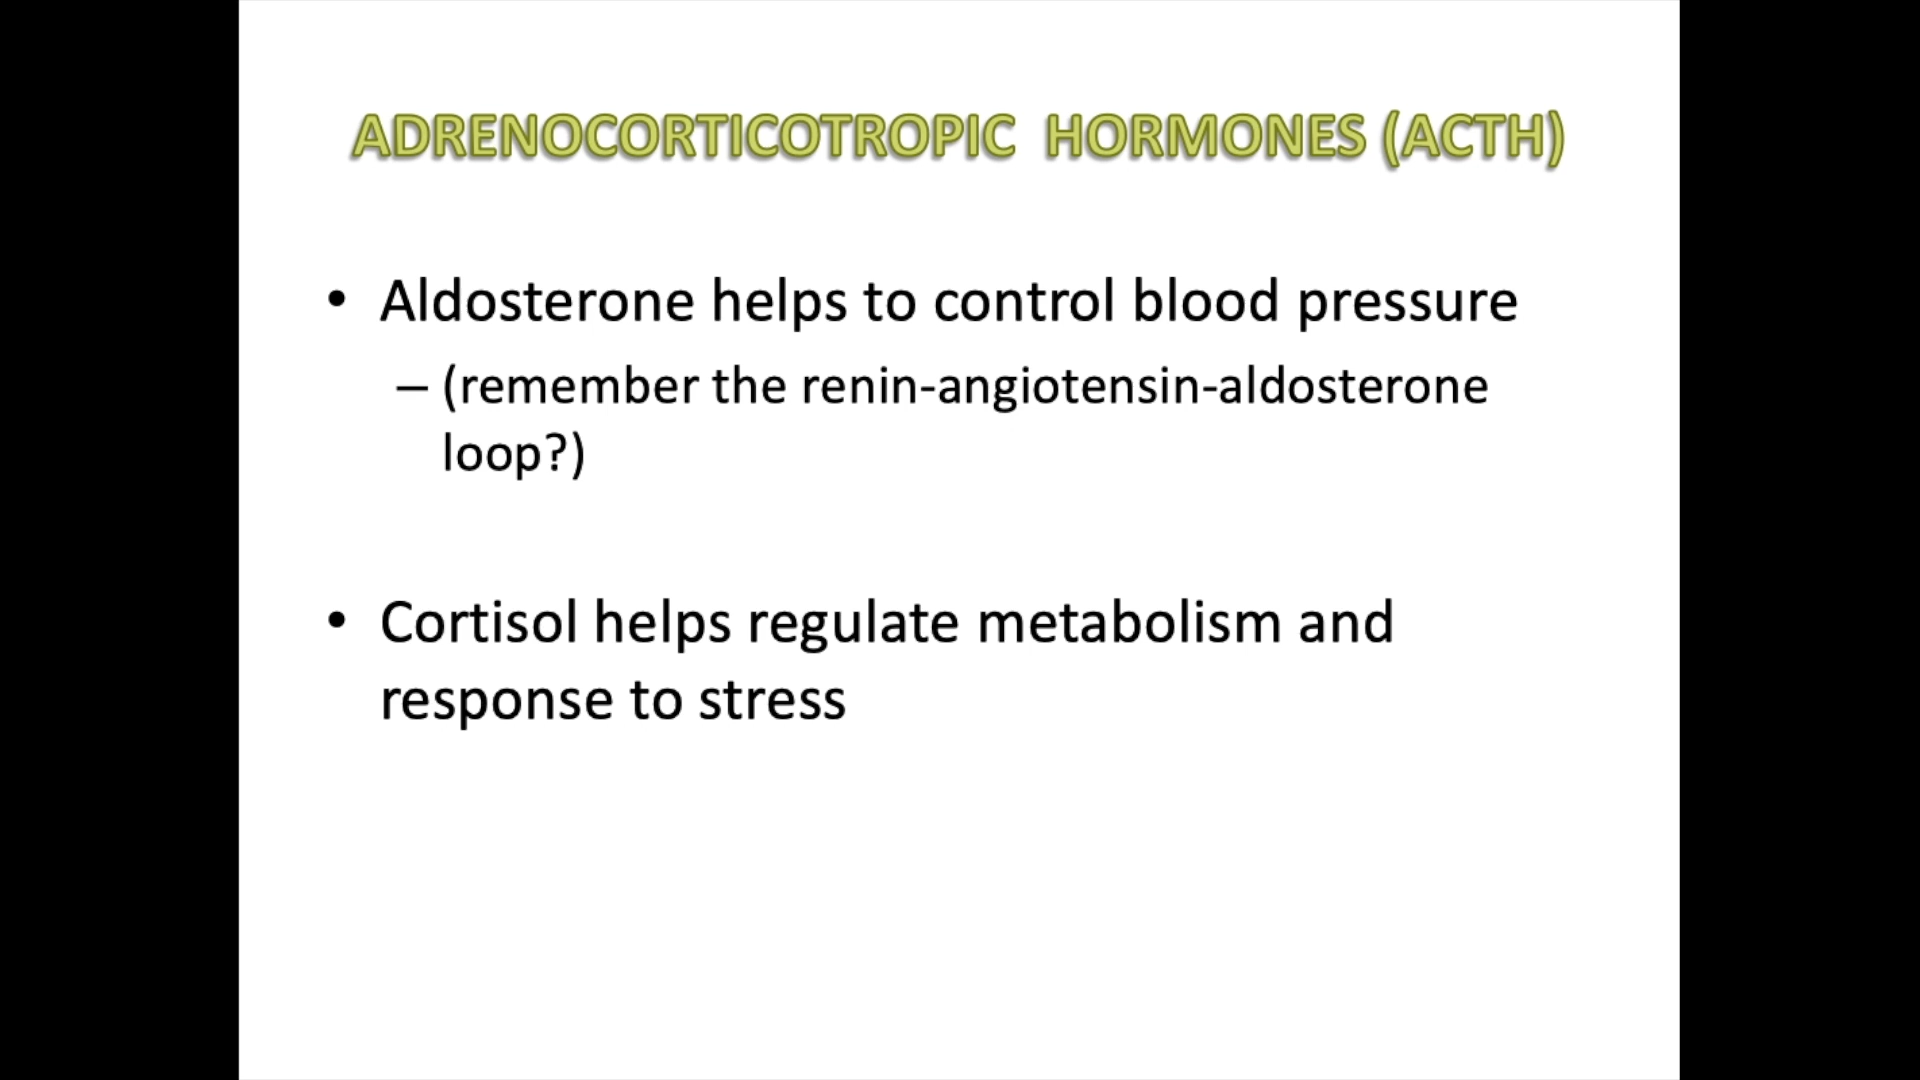 ADRENOCORTICOTROPIC HORMONES (ACTH)
• Aldosterone helps to control blood pressure
– (remember the renin-angiotensin-aldosterone
loop?)
• Cortisol helps regulate metabolism and
response to stress